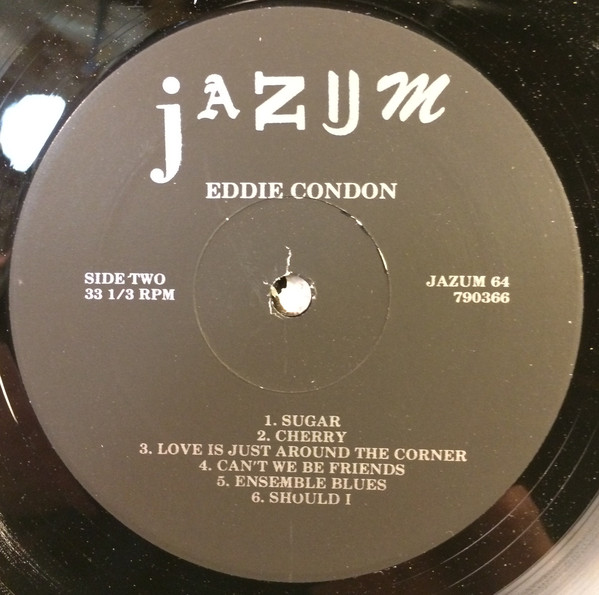 jAZUM
EDDIE CONDON
SIDE TWO
33 1/3 RPM
JAZUM 64
790366
1. SUGAR
2. CHERRY
3. LOVE IS JUST AROUND THE CORNER
4. CAN'T WE BE FRIENDS
5. ENSEMBLE BLUES
6. SHOULD I